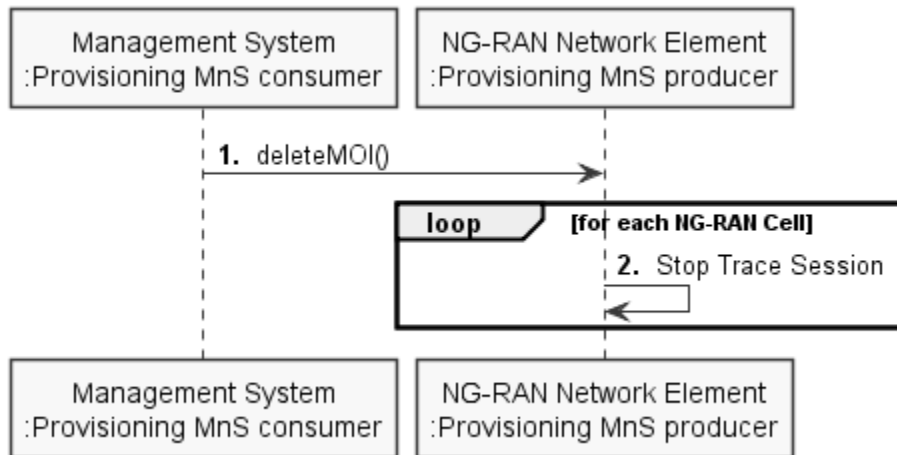 Management System
:Provisioning MnS consumer
NG-RAN Network Element
:Provisioning MnS producer
1. deleteMOI()
loop [for each NG-RAN Cell]
2. Stop Trace Session
Management System
:Provisioning MnS consumer
NG-RAN Network Element
:Provisioning MnS producer